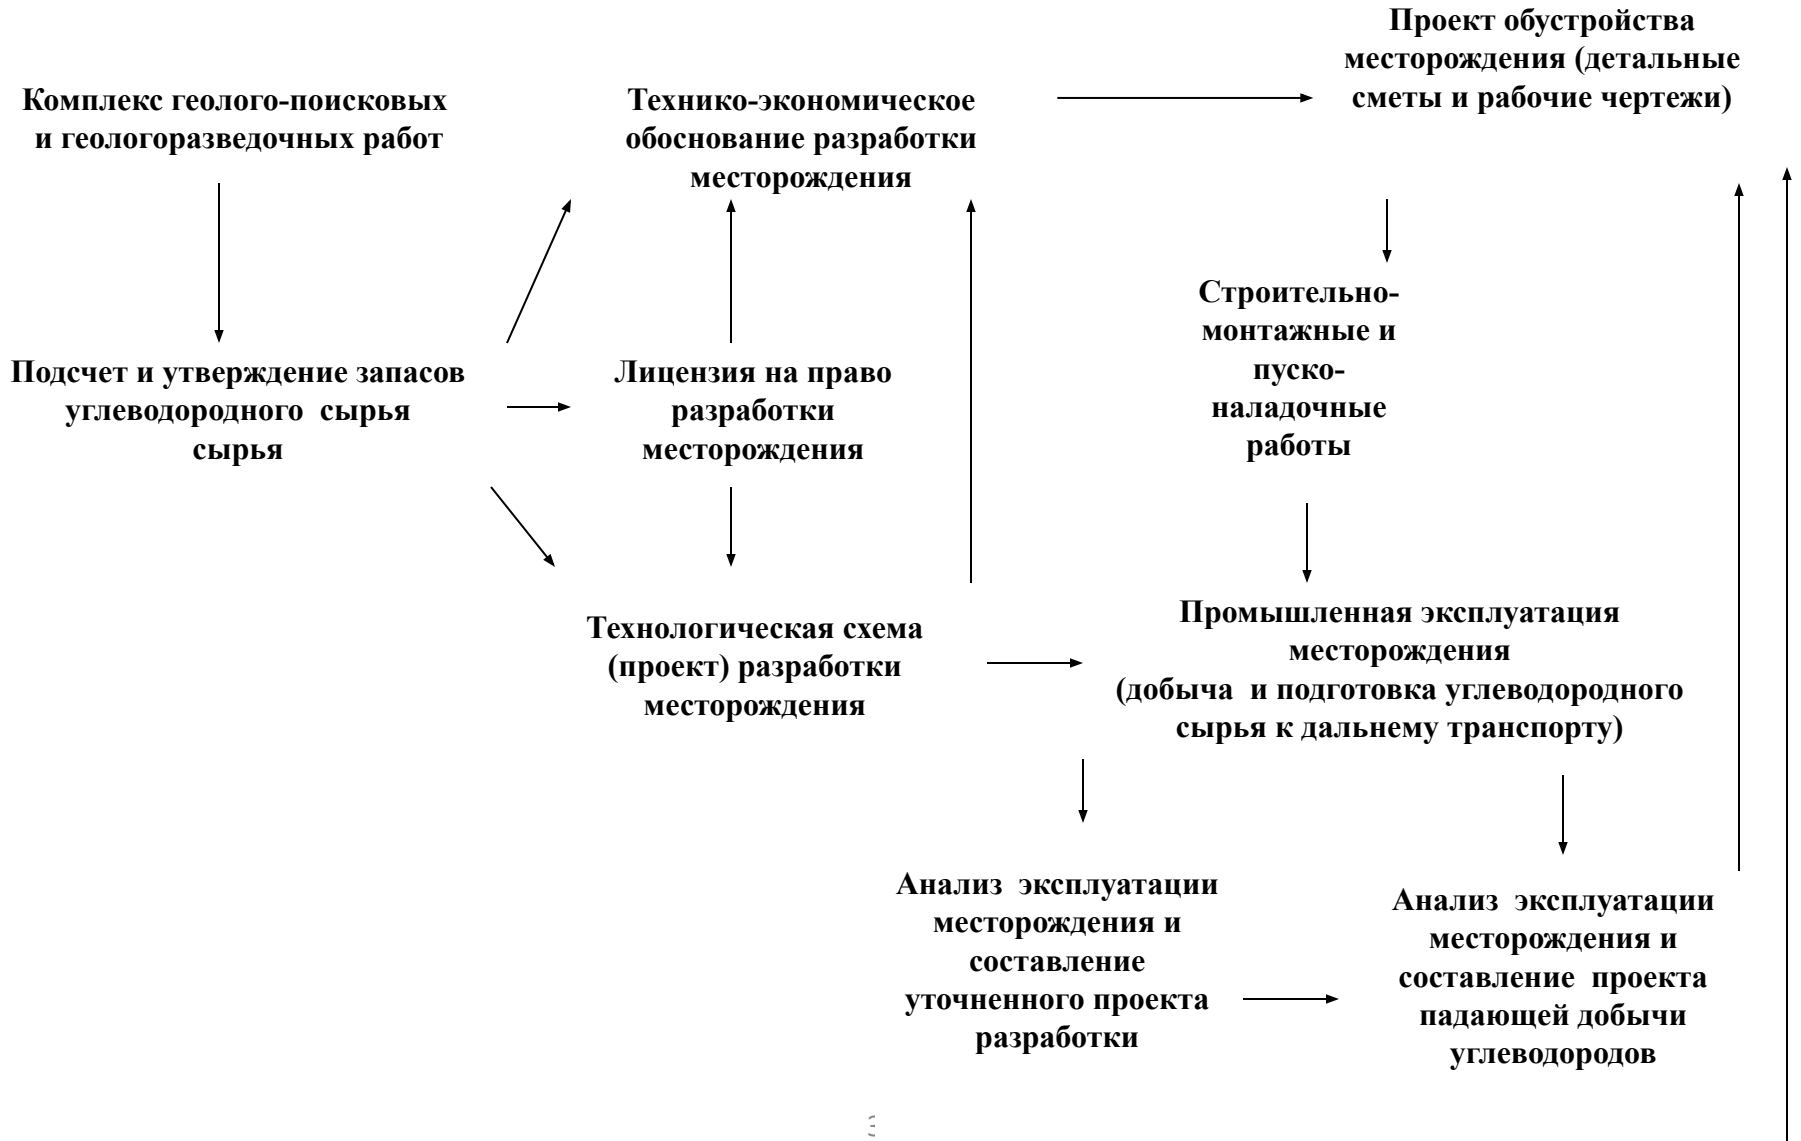 Проект обустройства
месторождения (детальные
сметы и рабочие чертежи)
Комплекс геолого-поисковых
и геологоразведочных работ
Технико-экономическое
обоснование разработки
месторождения
Строительно-
монтажные и
пуско-
наладочные
работы
Подсчет и утверждение запасов
углеводородного сырья
сырья
Лицензия на право
разработки
месторождения
Технологическая схема
(проект) разработки
месторождения
Промышленная эксплуатация
месторождения
(добыча и подготовка углеводородного
сырья к дальнему транспорту)
Анализ эксплуатации
месторождения и
составление
уточненного проекта
разработки
Анализ эксплуатации
месторождения и
составление проекта
падающей добычи
углеводородов